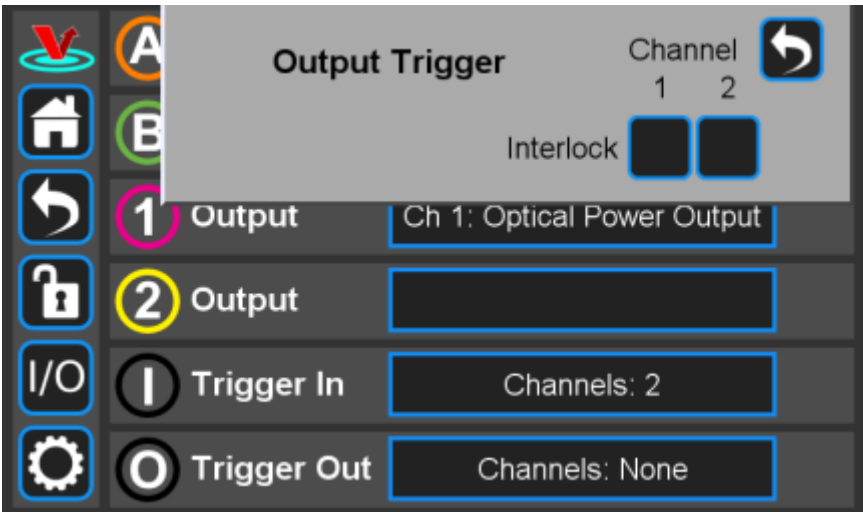 A
Output Trigger
Channel
1 2
B
Interlock
1 Output
Ch 1: Optical Power Output
2 Output
I/O
I Trigger In
Channels: 2
O Trigger Out
Channels: None